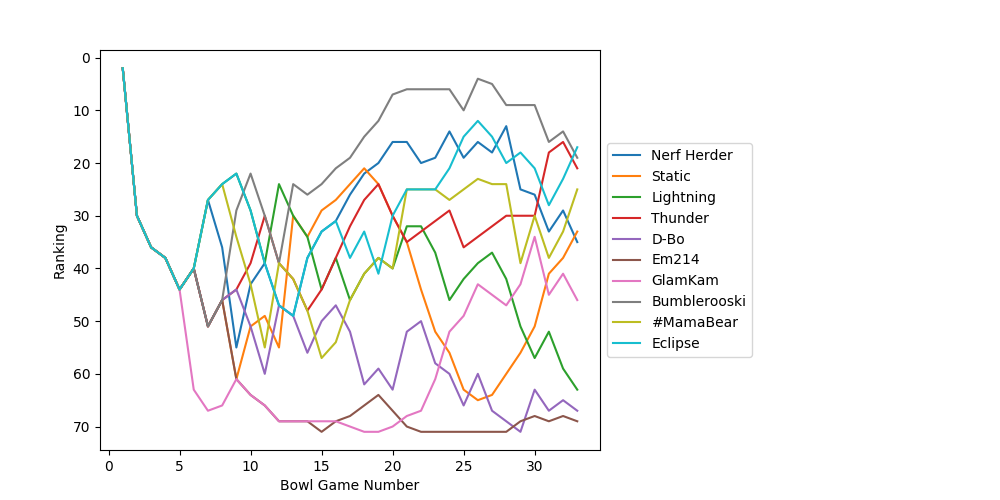 0
10
20
30
40
50
60
70
Ranking
0 5 10 15 20 25 30
Bowl Game Number
Nerf Herder
Static
Lightning
Thunder
D-Bo
Em214
GlamKam
Bumblerooski
#MamaBear
Eclipse